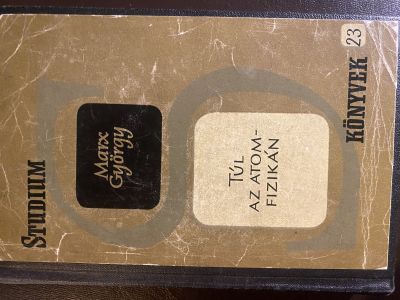 STUDIUM
Marx
György
TÚL
AZ ATOM-
FIZIKÁN
KÖNYVEK 23